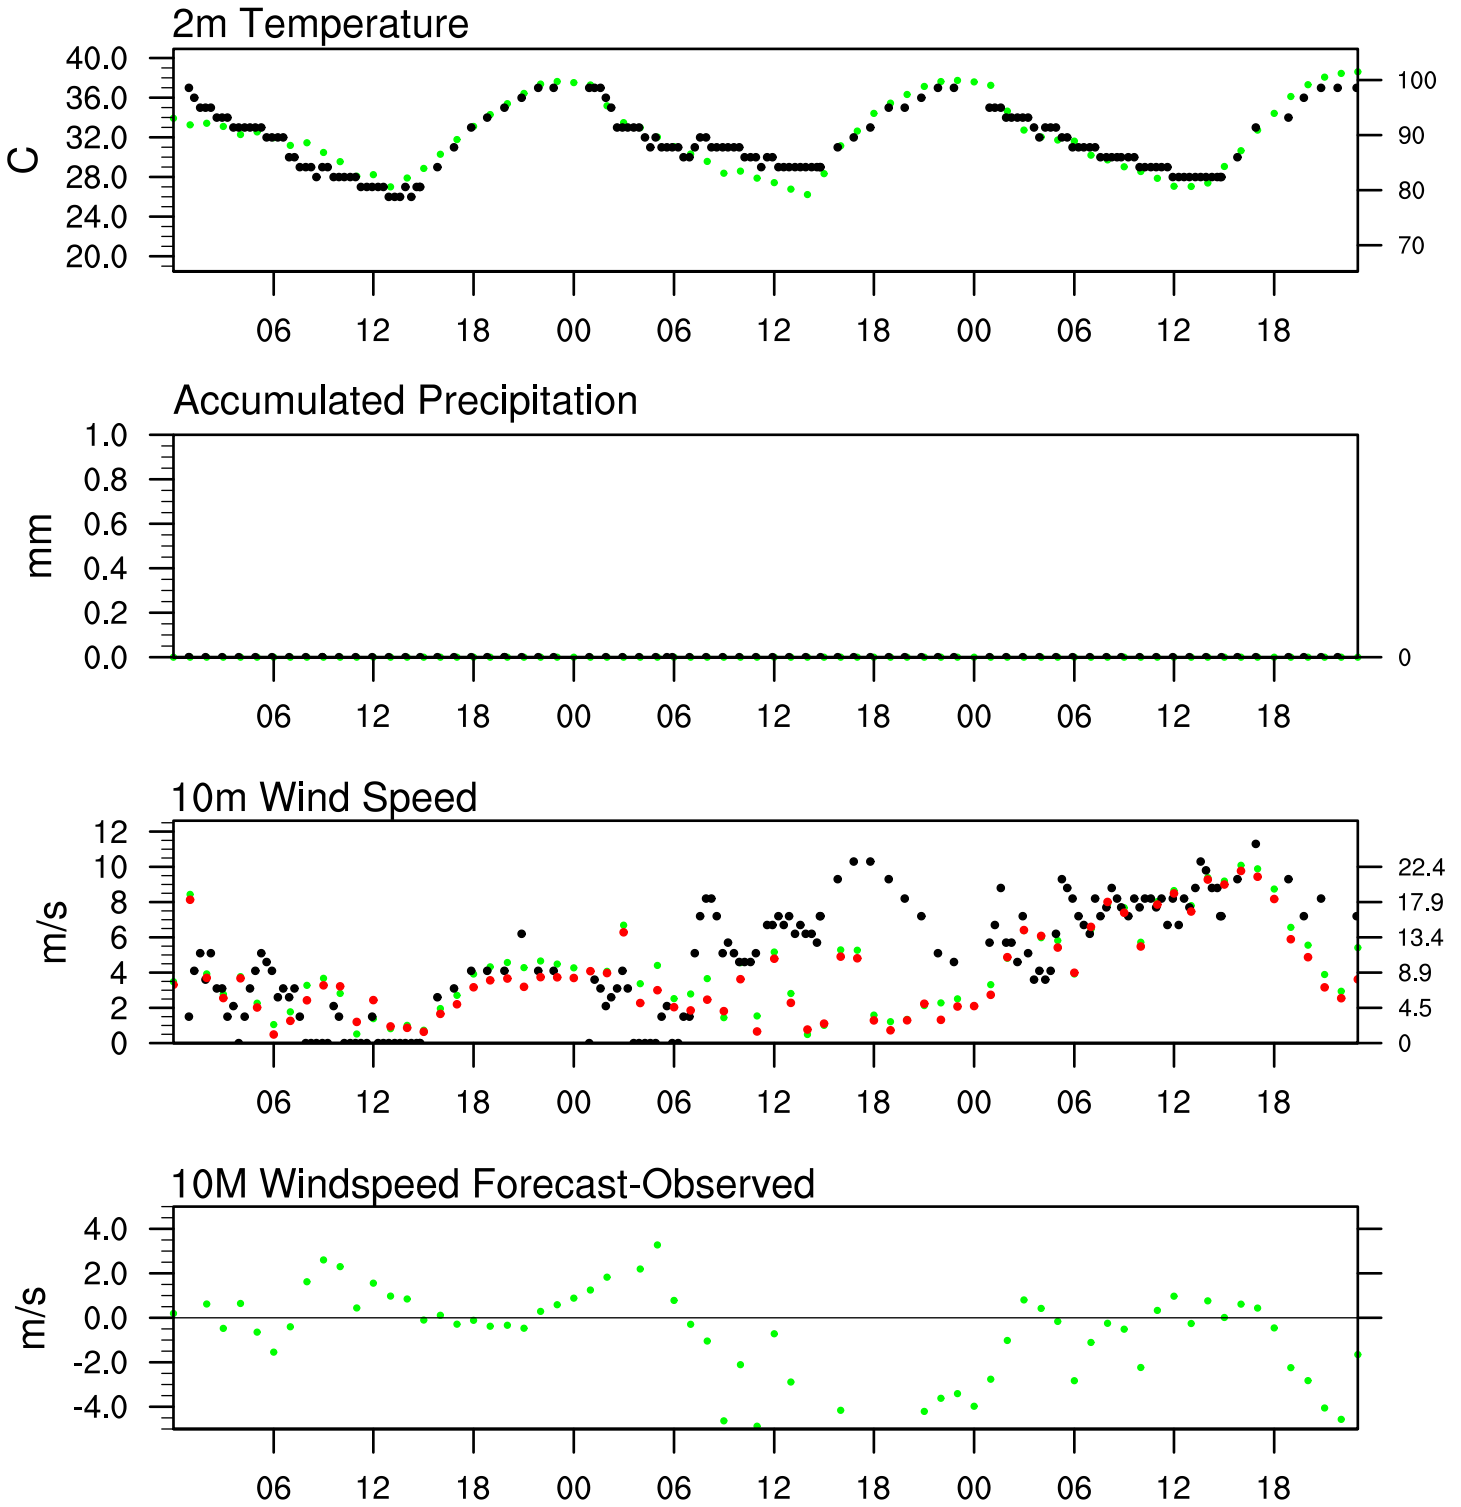 2m Temperature
40.0
36.0
32.0
28.0
24.0
20.0
C
100
90
80
70
06 12 18 00 06 12 18 00 06 12 18
Accumulated Precipitation
1.0
0.8
0.6
0.4
0.2
0.0
mm
0
06 12 18 00 06 12 18 00 06 12 18
10m Wind Speed
12
10
8
6
4
2
0
m/s
22.4
17.9
13.4
8.9
4.5
0
06 12 18 00 06 12 18 00 06 12 18
10M Windspeed Forecast-Observed
4.0
2.0
0.0
-2.0
-4.0
m/s
06 12 18 00 06 12 18 00 06 12 18